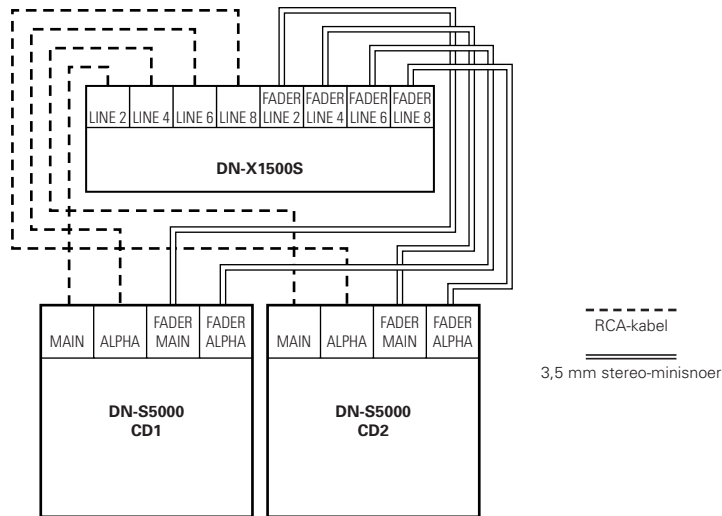 FADER FADER FADER FADER
LINE 2 LINE 4 LINE 6 LINE 8 LINE 2 LINE 4 LINE 6 LINE 8
DN-X1500S
FADER FADER
MAIN ALPHA MAIN ALPHA
DN-S5000
CD1
FADER FADER
MAIN ALPHA MAIN ALPHA
DN-S5000
CD2
RCA-kabel
3,5 mm stereo-minisnoer